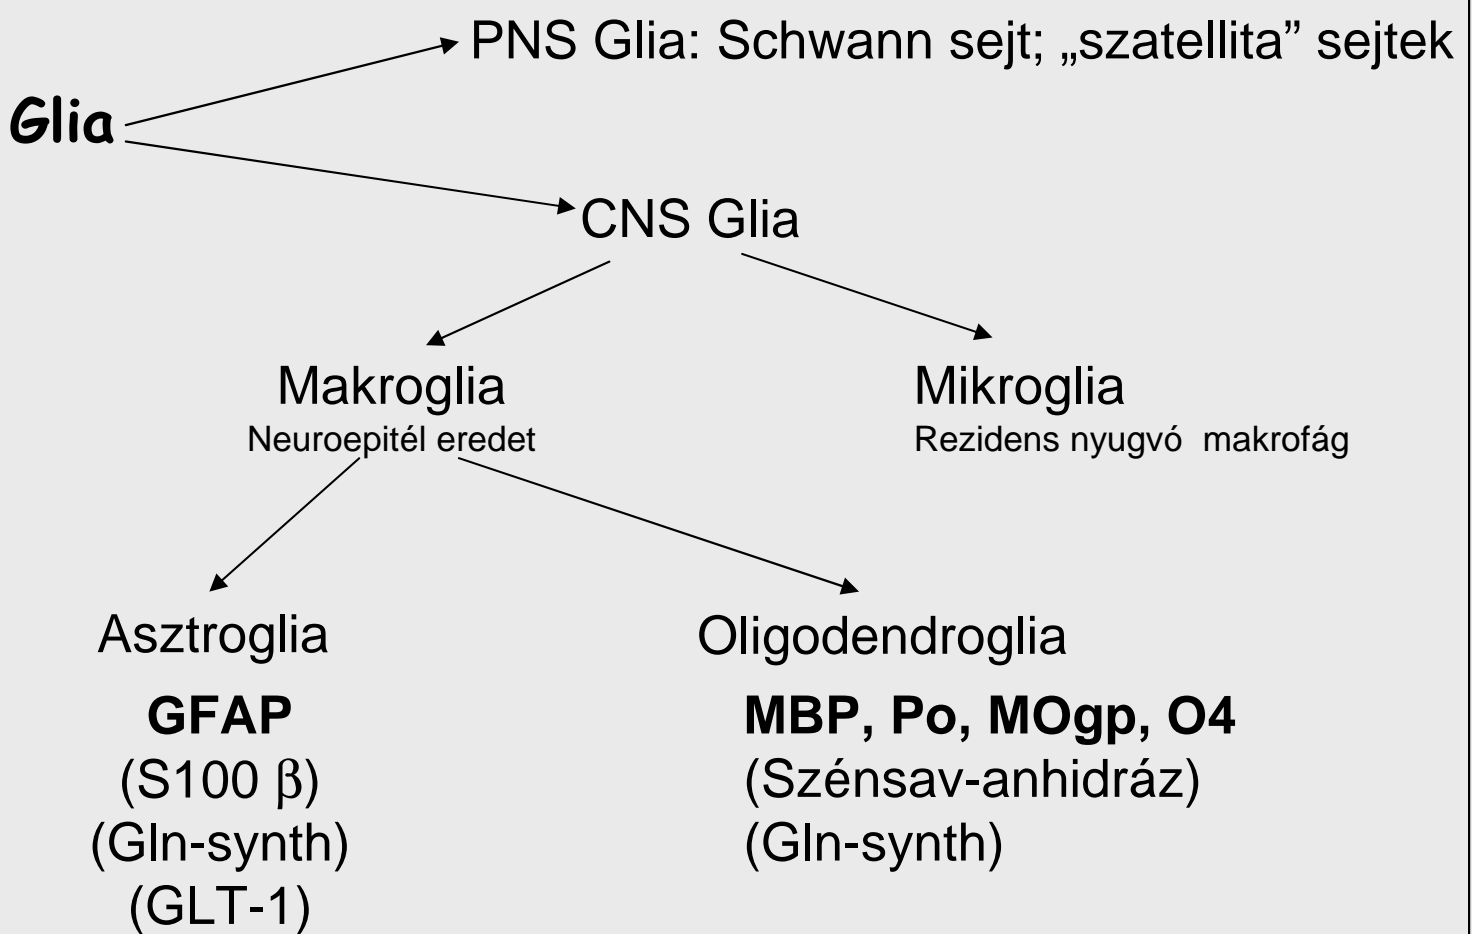 PNS Glia: Schwann sejt; „szatellita” sejtek
Glia
CNS Glia
Makroglia
Neuroepitél eredet
Mikroglia
Rezidens nyugvó makrofág
Asztroglia
GFAP
(S100 β)
(Gln-synth)
(GLT-1)
Oligodendroglia
MBP, Po, MOgp, O4
(Szénsav-anhidráz)
(Gln-synth)